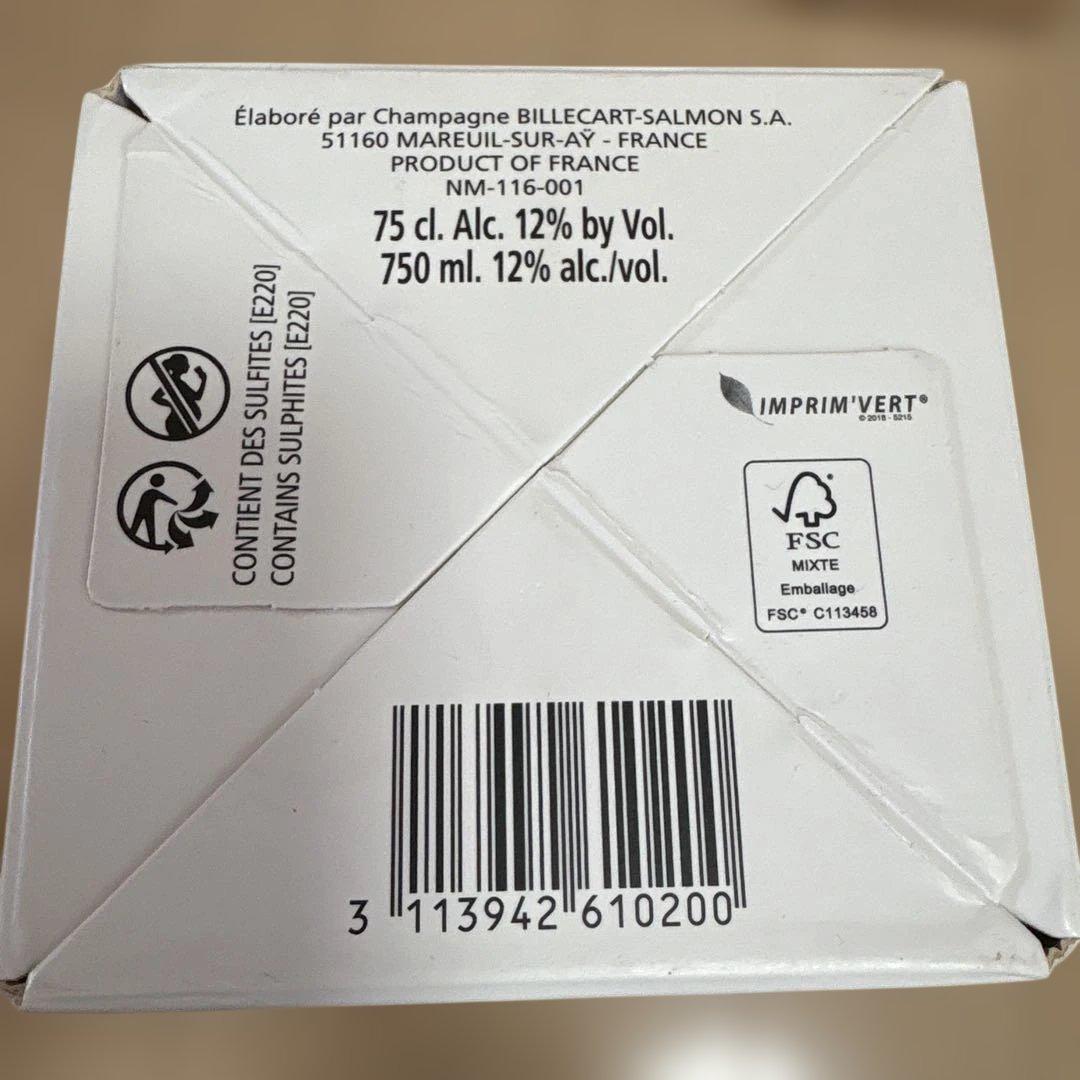 Élaboré par Champagne BILLECART-SALMON S.A.
51160 MAREUIL-SUR-AŸ - FRANCE
PRODUCT OF FRANCE
NM-116-001
75 cl. Alc. 12% by Vol.
750 ml. 12% alc./vol.
CONTIENT DES SULFITES [E220]
CONTAINS SULPHITES [E220]
IMPRIM'VERT®
© 2018 - 5215
FSC®
MIXTE
Emballage
FSC® C113458
3 113942 610200